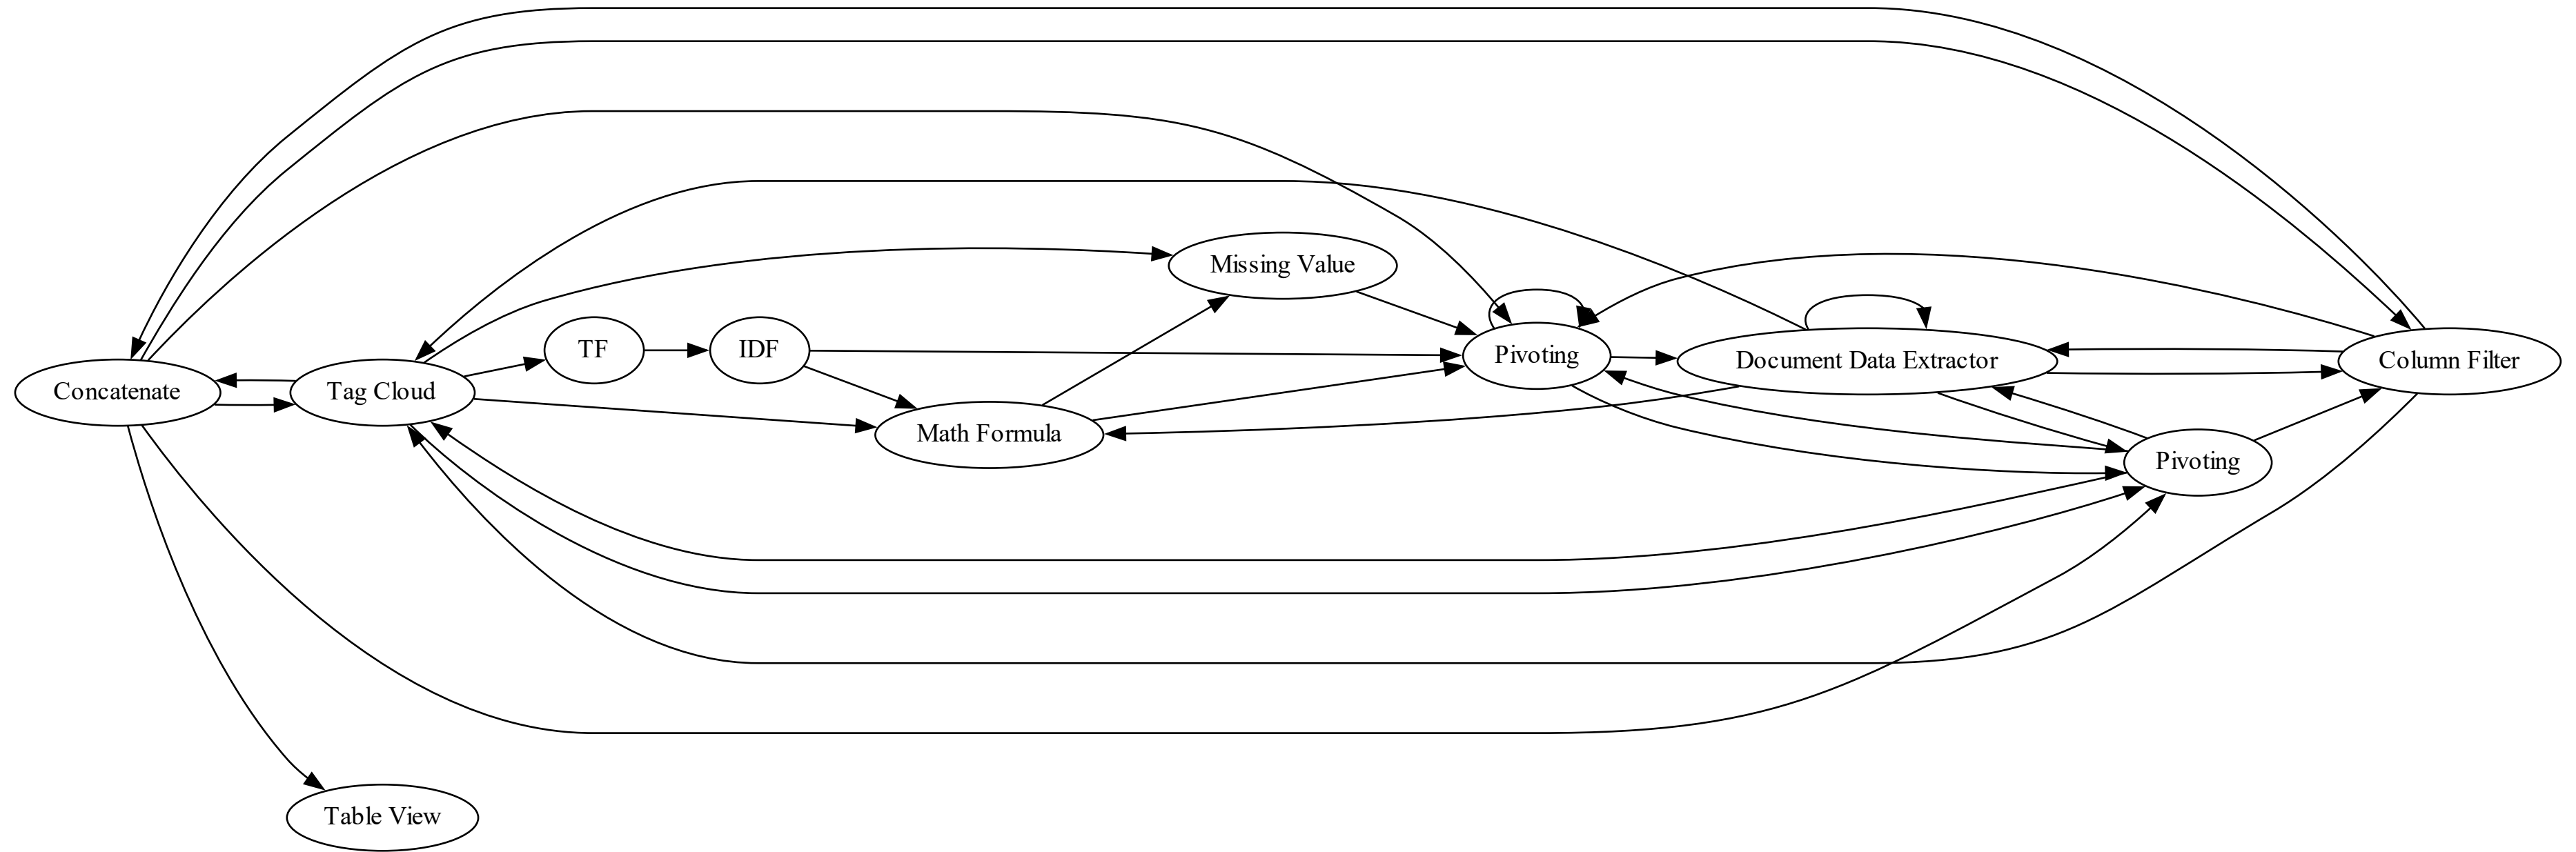 Missing Value
TF
IDF
Pivoting
Document Data Extractor
Column Filter
Concatenate
Tag Cloud
Math Formula
Pivoting
Table View